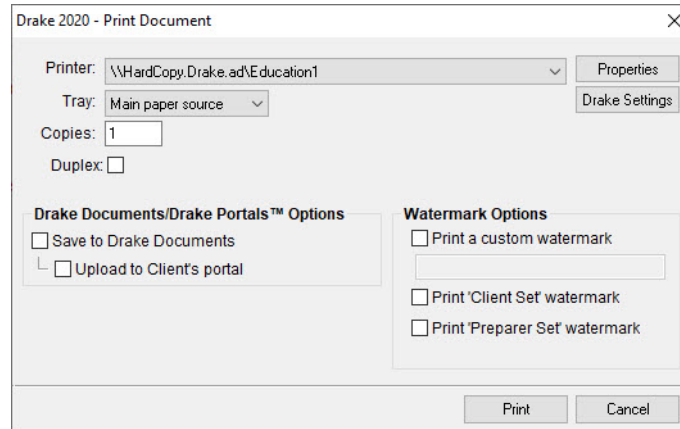 Drake 2020 - Print Document
Printer: \\HardCopy.Drake.ad\Education1 Properties
Tray: Main paper source Drake Settings
Copies: 1
Duplex:
Drake Documents/Drake Portals™ Options
Save to Drake Documents
Upload to Client's portal
Watermark Options
Print a custom watermark
Print 'Client Set' watermark
Print 'Preparer Set' watermark
Print Cancel